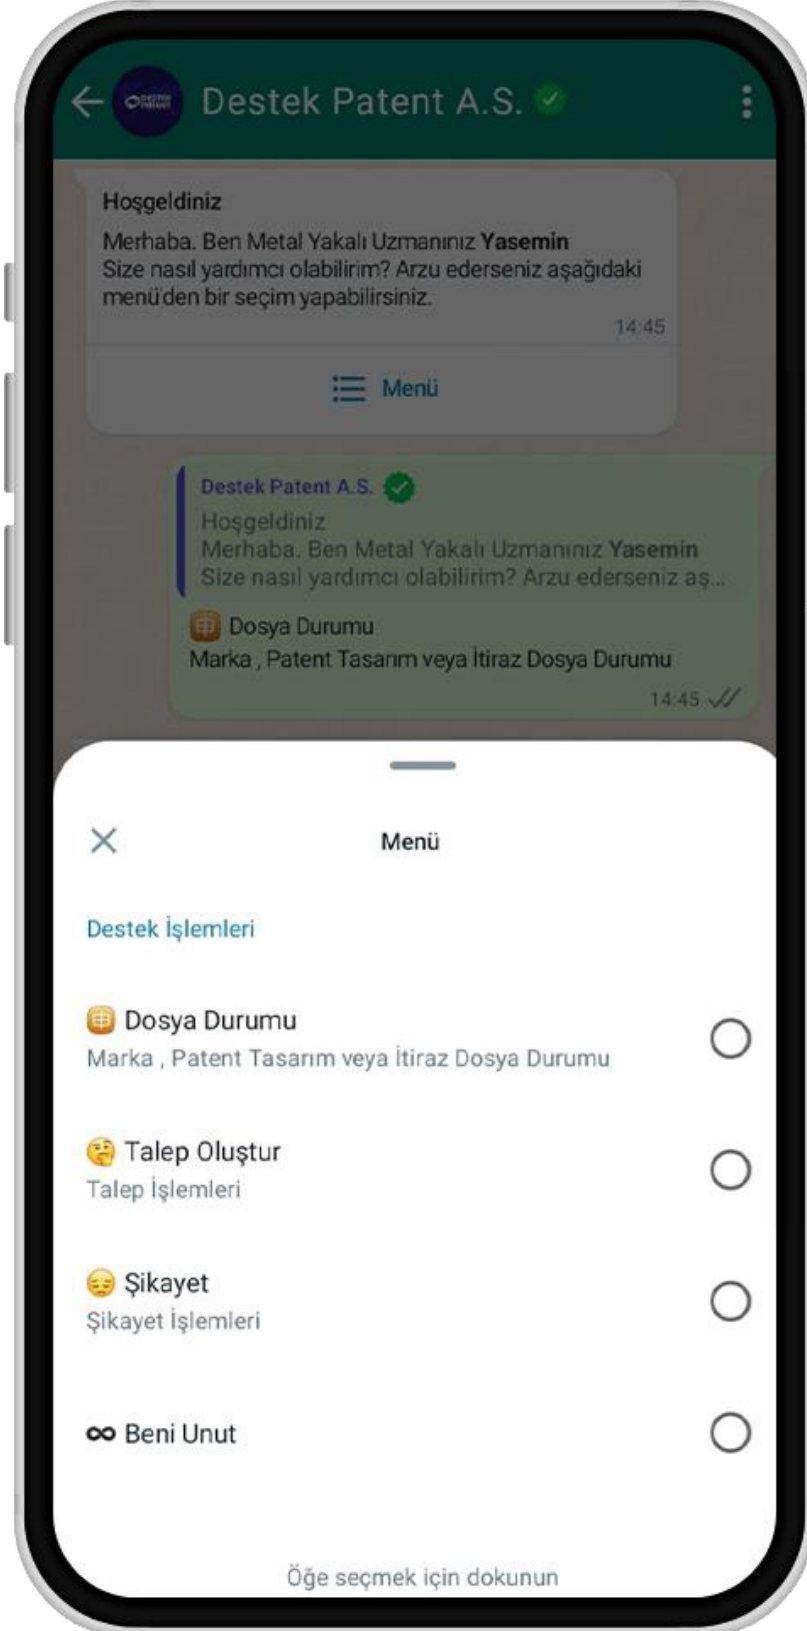 Destek Patent A.S.
Hoşgeldiniz
Merhaba. Ben Metal Yakalı Uzmanınız Yasemin
Size nasıl yardımcı olabilirim? Arzu ederseniz aşağıdaki
menü'den bir seçim yapabilirsiniz.
14:45
Menü
Destek Patent A.S.
Hoşgeldiniz
Merhaba. Ben Metal Yakalı Uzmanınız Yasemin
Size nasıl yardımcı olabilirim? Arzu ederseniz aş...
Dosya Durumu
Marka , Patent Tasarım veya İtiraz Dosya Durumu
14:45
Menü
Destek İşlemleri
Dosya Durumu
Marka , Patent Tasarım veya İtiraz Dosya Durumu
🤔 Talep Oluştur
Talep İşlemleri
😔 Şikayet
Şikayet İşlemleri
∞ Beni Unut
Öğe seçmek için dokunun